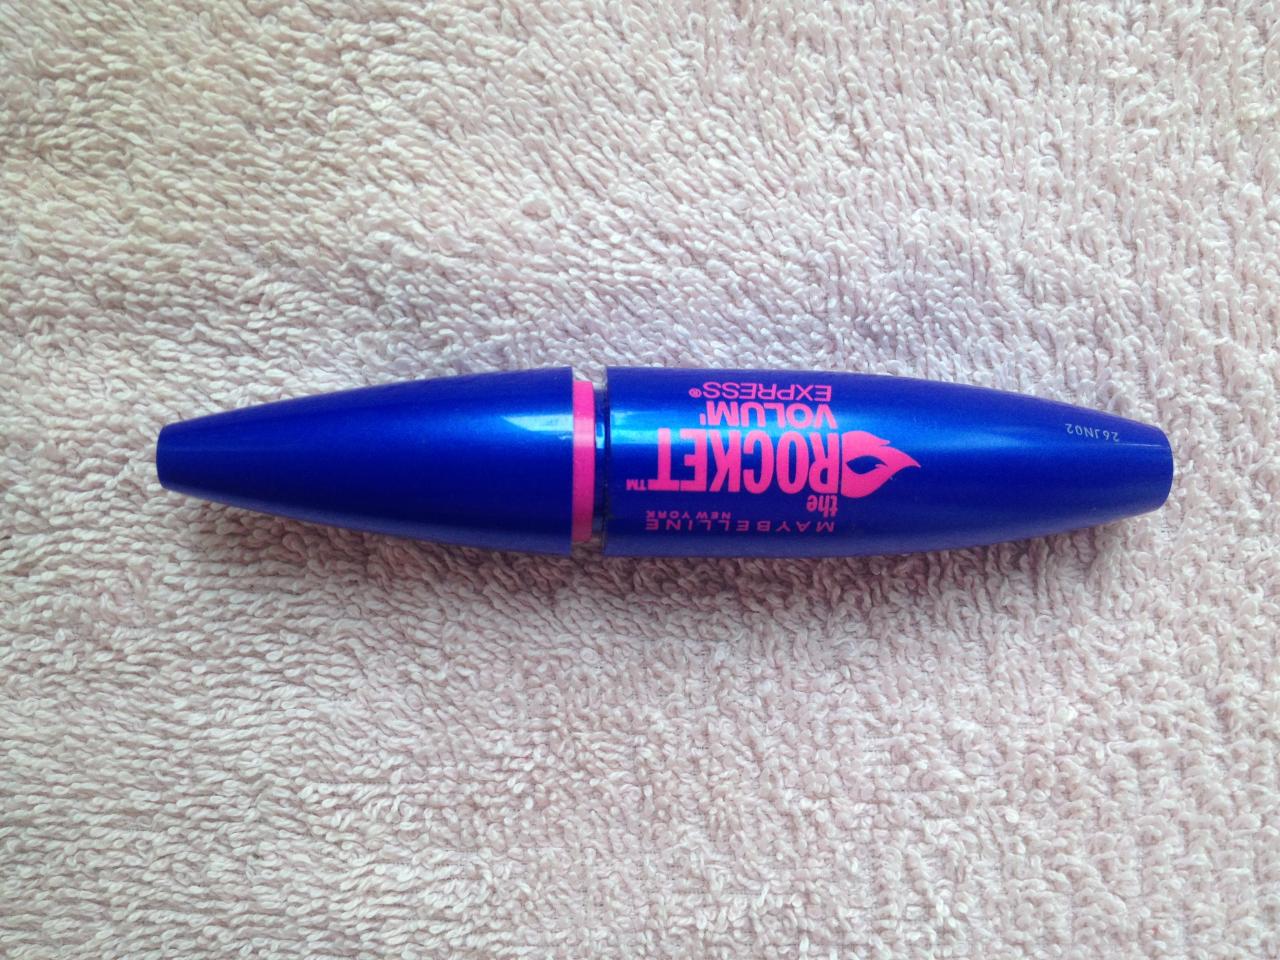 MAYBELLINE
NEW YORK
the
ROCKET™
VOLUM'
EXPRESS®
26JN02